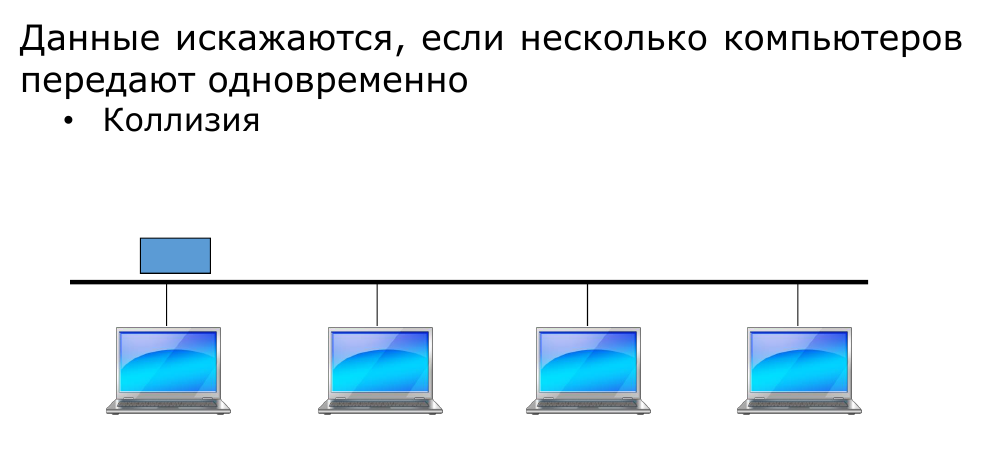 Данные искажаются, если несколько компьютеров
передают одновременно
• Коллизия